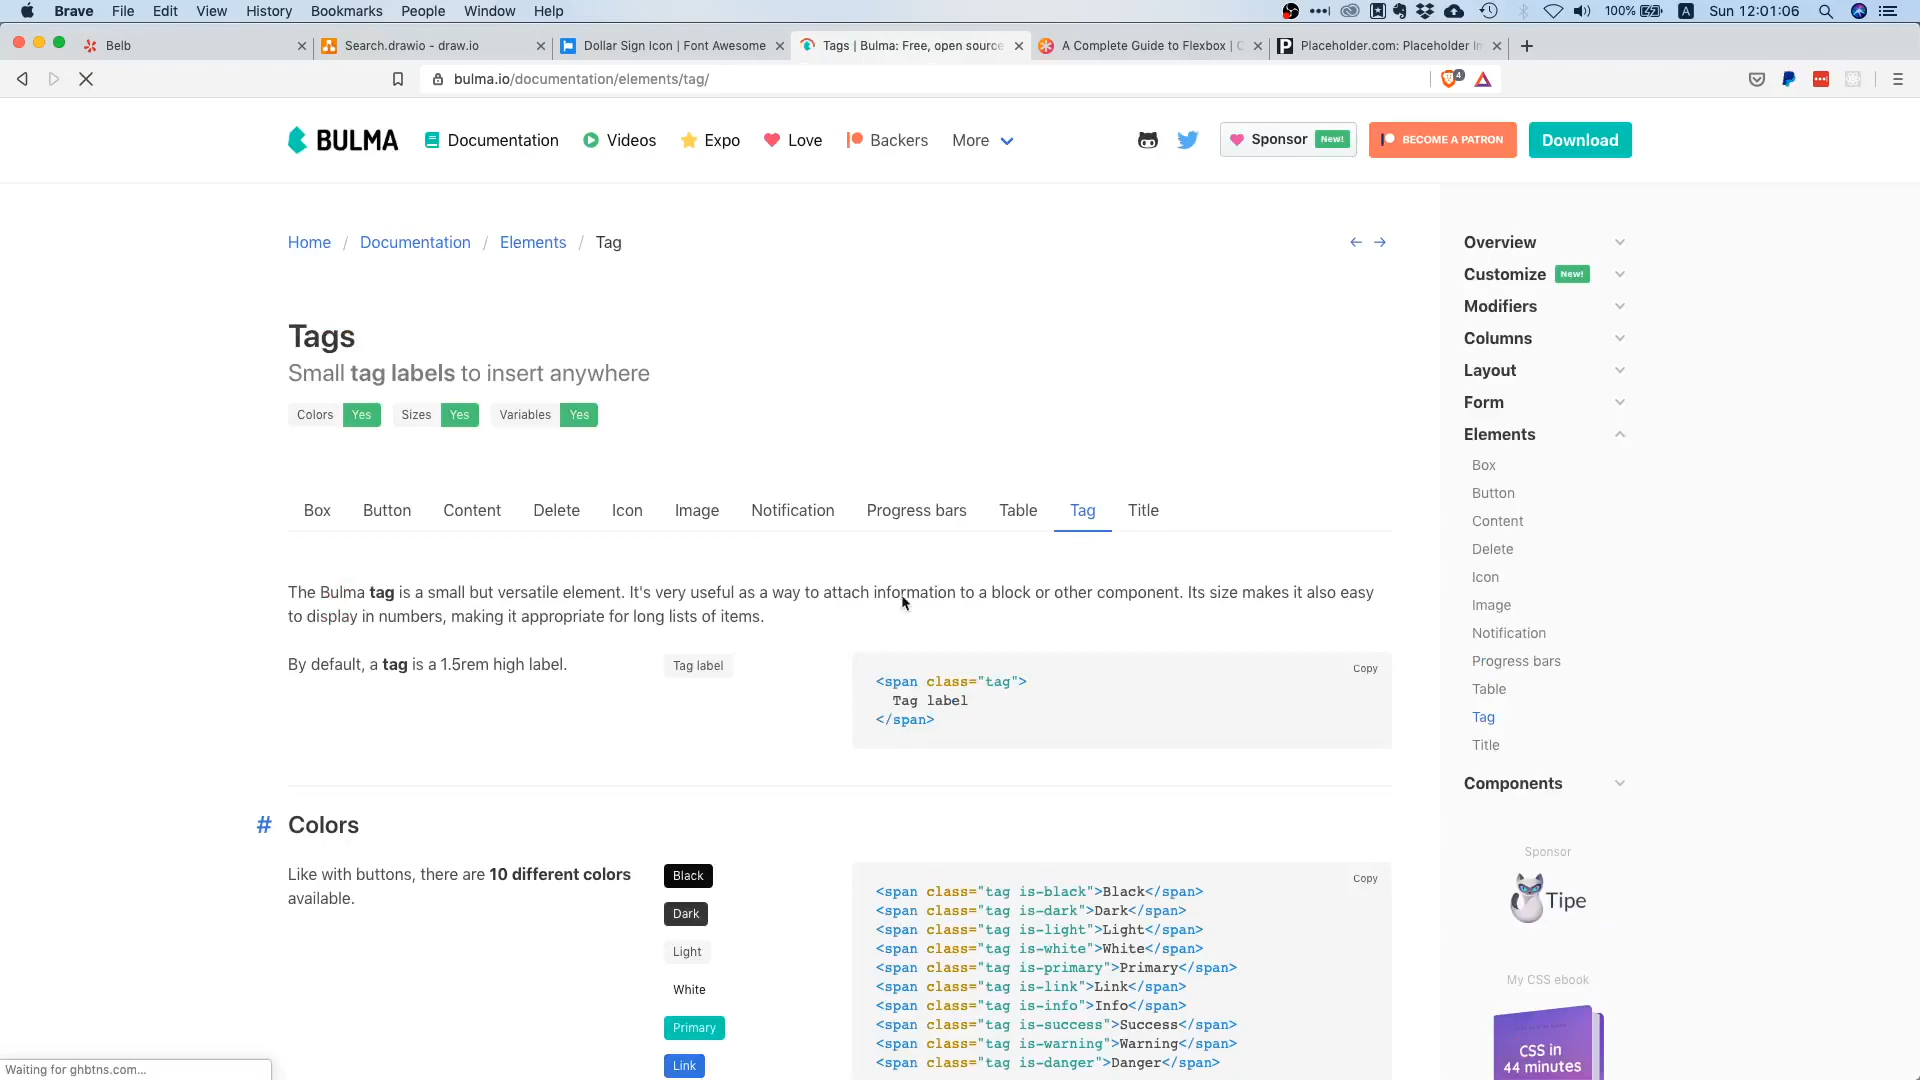 Brave File Edit View History Bookmarks People Window Help 100% A Sun 12:01:06
Belb Search.drawio - draw.io Dollar Sign Icon | Font Awesome Tags | Bulma: Free, open source A Complete Guide to Flexbox | C Placeholder.com: Placeholder Im
bulma.io/documentation/elements/tag/ 4
BULMA Documentation Videos Expo Love Backers More Sponsor New! BECOME A PATRON Download
Home / Documentation / Elements / Tag ← →
Tags
Small tag labels to insert anywhere
Colors Yes Sizes Yes Variables Yes
Box Button Content Delete Icon Image Notification Progress bars Table Tag Title
The Bulma tag is a small but versatile element. It's very useful as a way to attach information to a block or other component. Its size makes it also easy
to display in numbers, making it appropriate for long lists of items.
By default, a tag is a 1.5rem high label.
Tag label
Copy
<span class="tag">
Tag label
</span>
# Colors
Like with buttons, there are 10 different colors
available.
Black
Dark
Light
White
Primary
Link
Copy
<span class="tag is-black">Black</span>
<span class="tag is-dark">Dark</span>
<span class="tag is-light">Light</span>
<span class="tag is-white">White</span>
<span class="tag is-primary">Primary</span>
<span class="tag is-link">Link</span>
<span class="tag is-info">Info</span>
<span class="tag is-success">Success</span>
<span class="tag is-warning">Warning</span>
<span class="tag is-danger">Danger</span>
Overview
Customize New!
Modifiers
Columns
Layout
Form
Elements
Box
Button
Content
Delete
Icon
Image
Notification
Progress bars
Table
Tag
Title
Components
Sponsor
Tipe
My CSS ebook
CSS in
44 minutes
Waiting for ghbtns.com...